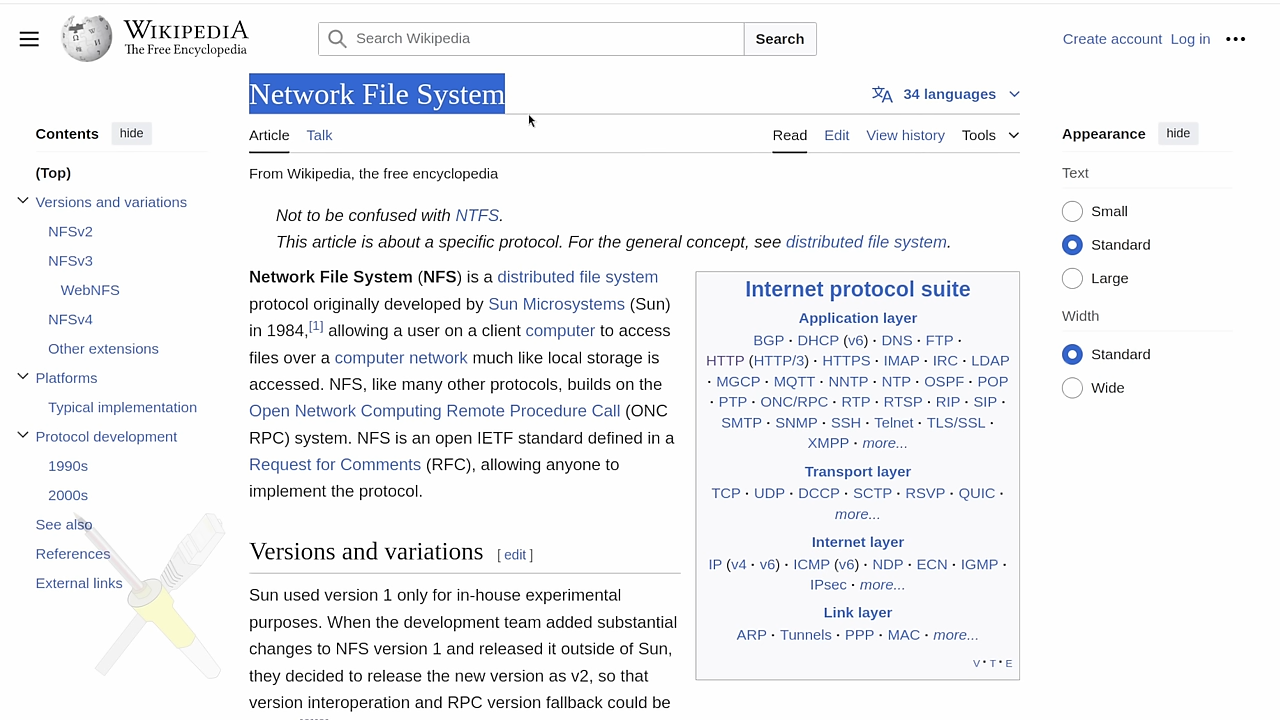 WIKIPEDIA
The Free Encyclopedia
Search Wikipedia
Search
Create account Log in
Network File System
34 languages
Contents hide
Article Talk
Read Edit View history Tools
Appearance hide
(Top)
Versions and variations
NFSv2
NFSv3
WebNFS
NFSv4
Other extensions
Platforms
Typical implementation
Protocol development
1990s
2000s
See also
References
External links
From Wikipedia, the free encyclopedia
Not to be confused with NTFS.
This article is about a specific protocol. For the general concept, see distributed file system.
Network File System (NFS) is a distributed file system
protocol originally developed by Sun Microsystems (Sun)
in 1984,[1] allowing a user on a client computer to access
files over a computer network much like local storage is
accessed. NFS, like many other protocols, builds on the
Open Network Computing Remote Procedure Call (ONC
RPC) system. NFS is an open IETF standard defined in a
Request for Comments (RFC), allowing anyone to
implement the protocol.
Versions and variations [ edit ]
Sun used version 1 only for in-house experimental
purposes. When the development team added substantial
changes to NFS version 1 and released it outside of Sun,
they decided to release the new version as v2, so that
version interoperation and RPC version fallback could be
Internet protocol suite
Application layer
BGP · DHCP (v6) · DNS · FTP ·
HTTP (HTTP/3) · HTTPS · IMAP · IRC · LDAP
· MGCP · MQTT · NNTP · NTP · OSPF · POP
· PTP · ONC/RPC · RTP · RTSP · RIP · SIP ·
SMTP · SNMP · SSH · Telnet · TLS/SSL ·
XMPP · more...
Transport layer
TCP · UDP · DCCP · SCTP · RSVP · QUIC ·
more...
Internet layer
IP (v4 · v6) · ICMP (v6) · NDP · ECN · IGMP ·
IPsec · more...
Link layer
ARP · Tunnels · PPP · MAC · more...
V · T · E
Text
Small
Standard
Large
Width
Standard
Wide